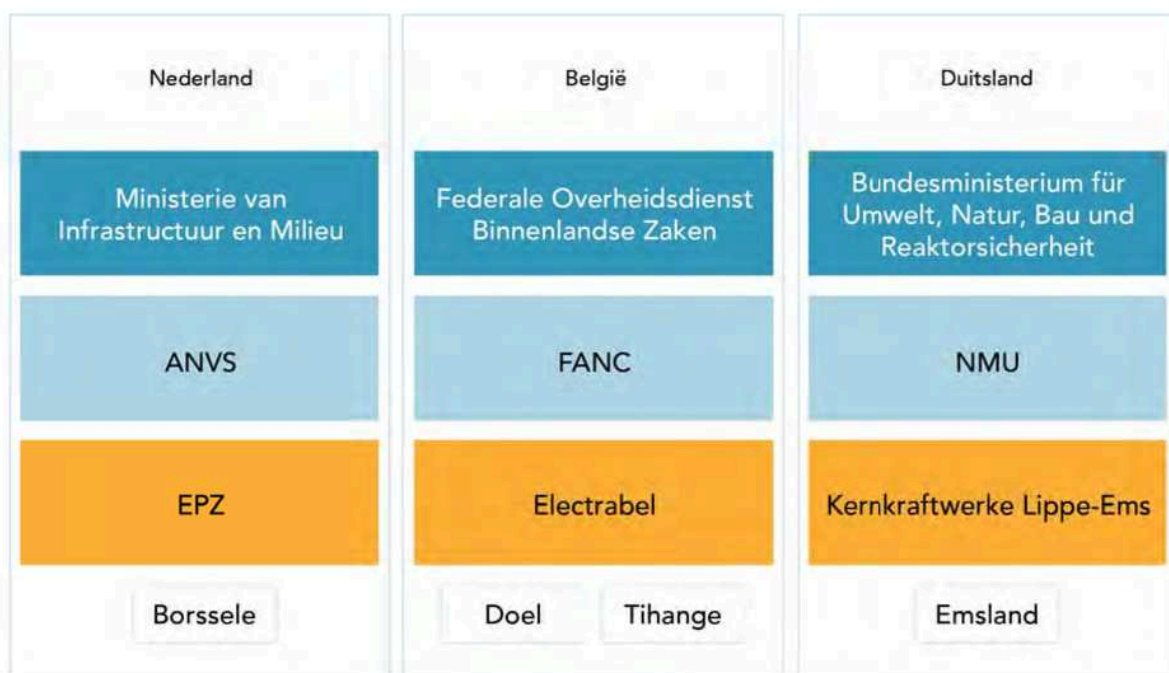 Nederland
België
Duitsland
Ministerie van
Infrastructuur en Milieu
Federale Overheidsdienst
Binnenlandse Zaken
Bundesministerium für
Umwelt, Natur, Bau und
Reaktorsicherheit
ANVS
FANC
NMU
EPZ
Electrabel
Kernkraftwerke Lippe-Ems
Borssele
Doel
Tihange
Emsland